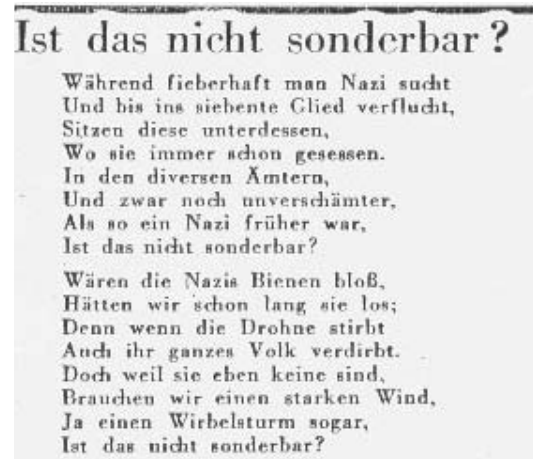 Ist das nicht sonderbar?
Während fieberhaft man Nazi sucht
Und bis ins siebente Glied verflucht,
Sitzen diese unterdessen,
Wo sie immer schon gesessen.
In den diversen Ämtern,
Und zwar noch unverschämter,
Als so ein Nazi früher war,
Ist das nicht sonderbar?
Wären die Nazis Bienen bloß,
Hätten wir schon lang sie los;
Denn wenn die Drohne stirbt
Auch ihr ganzes Volk verdirbt.
Doch weil sie eben keine sind,
Brauchen wir einen starken Wind,
Ja einen Wirbelsturm sogar,
Ist das nicht sonderbar?